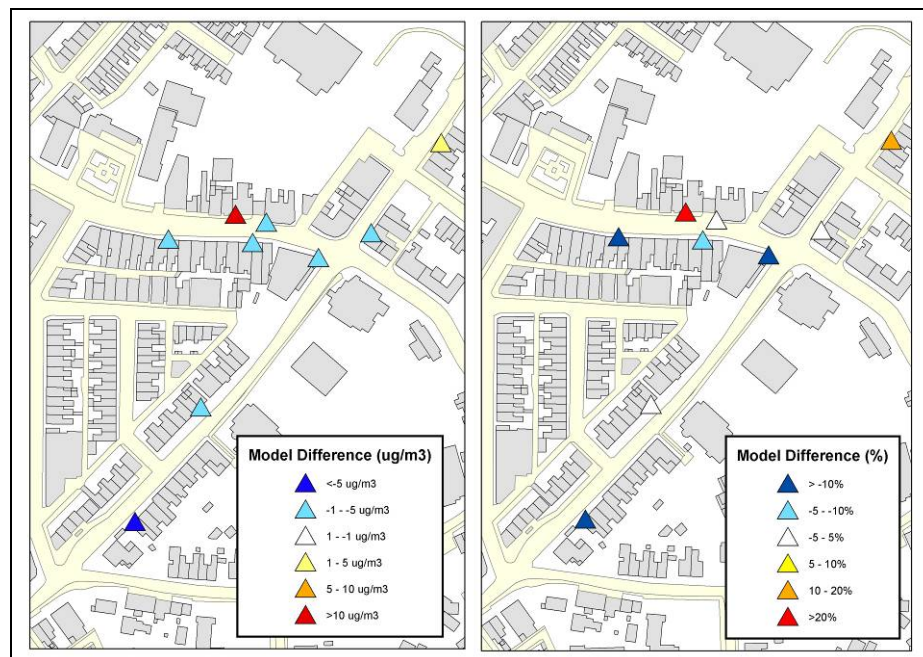 Model Difference (ug/m3)
<-5 ug/m3
-1 - -5 ug/m3
1 - -1 ug/m3
1 - 5 ug/m3
5 - 10 ug/m3
>10 ug/m3
Model Difference (%)
> -10%
-5 - -10%
-5 - 5%
5 - 10%
10 - 20%
>20%